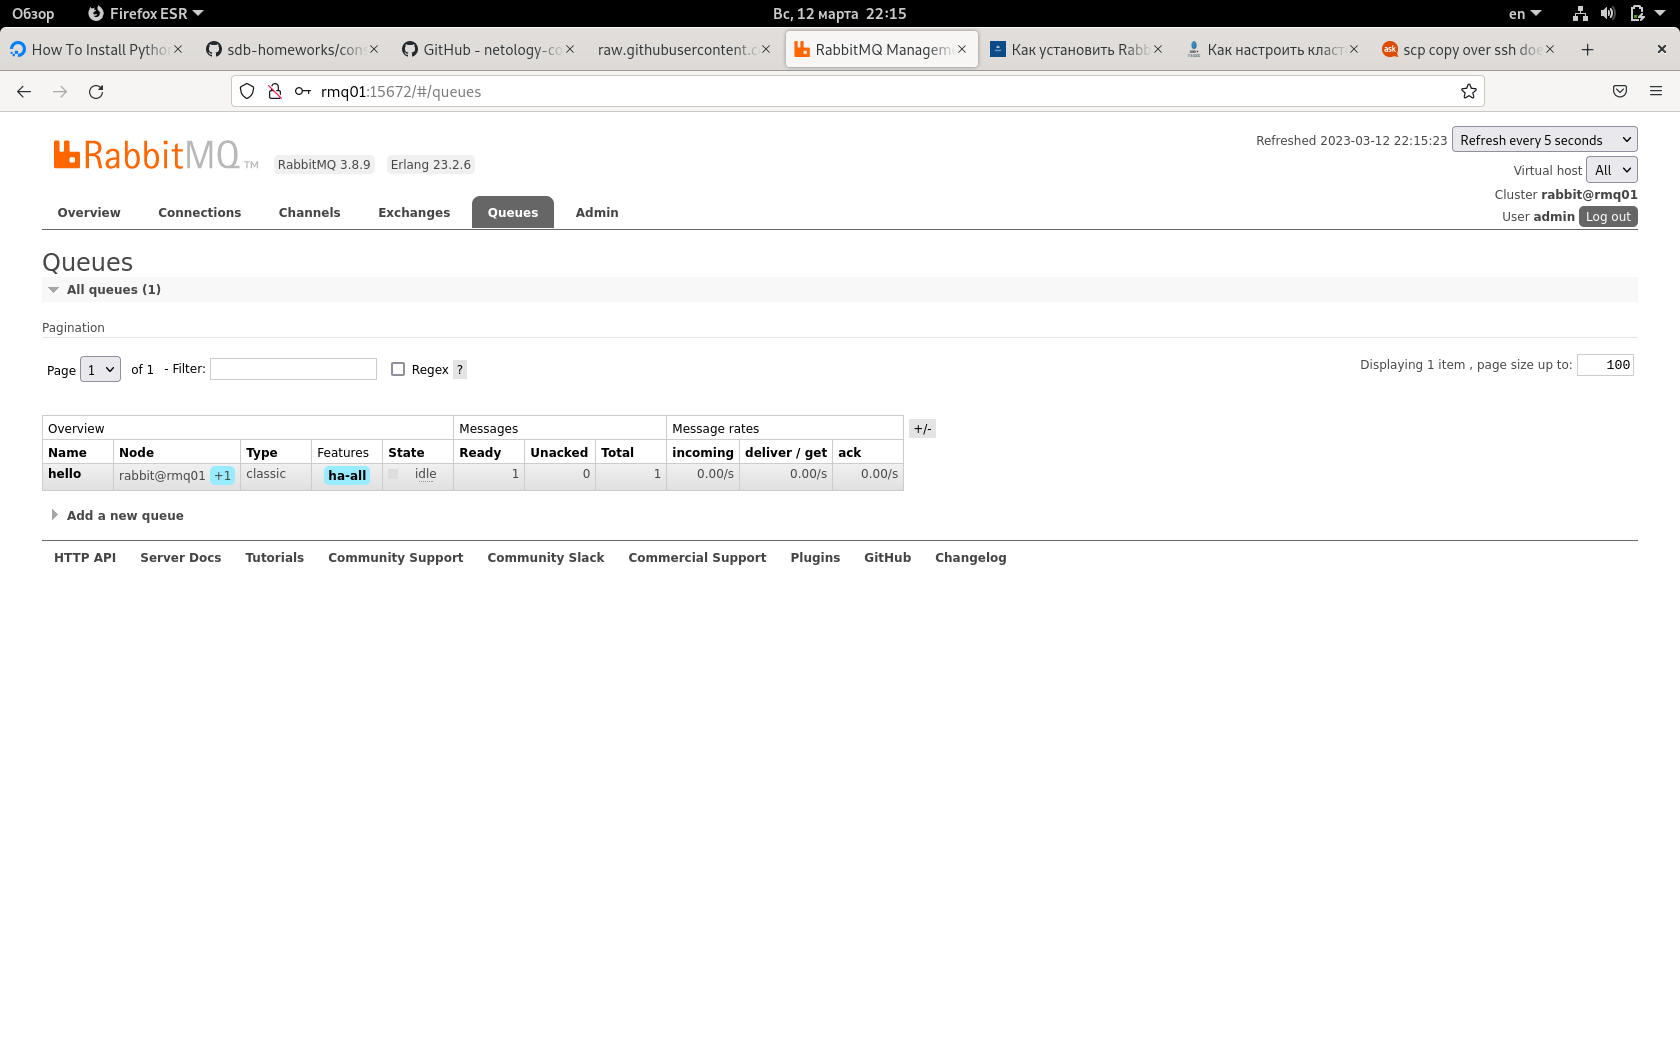 Обзор Firefox ESR Вс, 12 марта 22:15 en
How To Install Pytho sdb-homeworks/con GitHub - netology-co raw.githubusercontent.c RabbitMQ Managem Как установить Rabb Как настроить класт ask scp copy over ssh doe
rmq01:15672/#/queues
RabbitMQ TM RabbitMQ 3.8.9 Erlang 23.2.6
Refreshed 2023-03-12 22:15:23 Refresh every 5 seconds
Virtual host All
Cluster rabbit@rmq01
User admin Log out
Overview Connections Channels Exchanges Queues Admin
Queues
All queues (1)
Pagination
Page 1 of 1 - Filter: Regex ? Displaying 1 item , page size up to: 100
Overview Messages Message rates +/-
Name Node Type Features State Ready Unacked Total incoming deliver / get ack
hello rabbit@rmq01 +1 classic ha-all idle 1 0 1 0.00/s 0.00/s 0.00/s
Add a new queue
HTTP API Server Docs Tutorials Community Support Community Slack Commercial Support Plugins GitHub Changelog